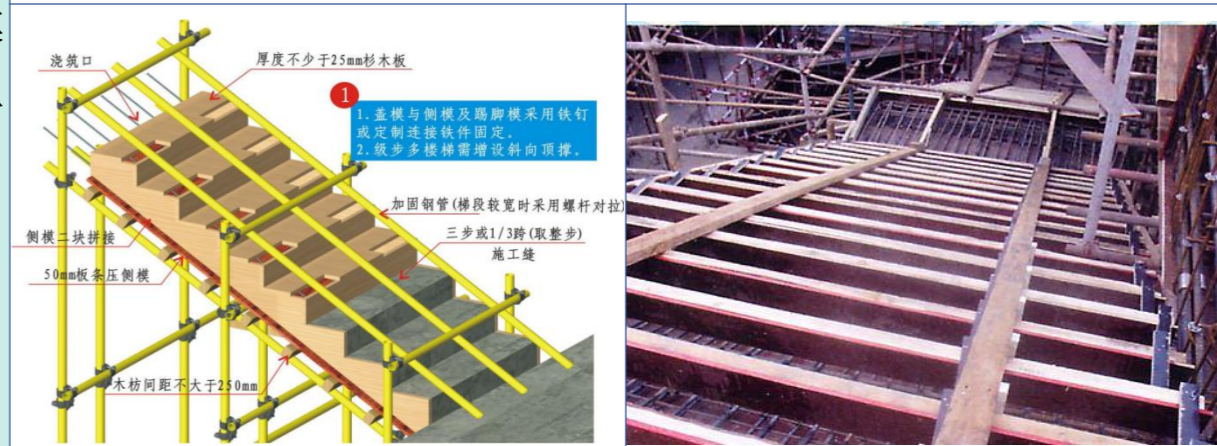 浇筑口
厚度不少于25mm杉木板
1
1.盖模与侧模及踢脚模采用铁钉
或定制连接铁件固定。
2.级步多楼梯需增设斜向顶撑。
加固钢管(梯段较宽时采用螺杆对拉)
侧模二块拼接
三步或1/3跨(取整步)
施工缝
50mm板条压侧模
木枋间距不大于250mm